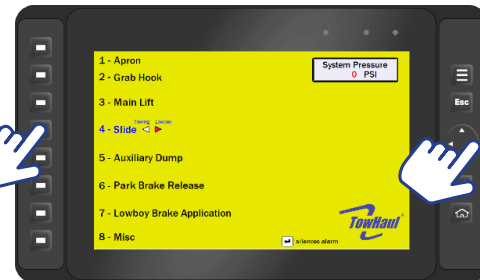 1 - Apron
System Pressure
0 PSI
2 - Grab Hook
3 - Main Lift
Towing Lowboy
4 - Slide
5 - Auxiliary Dump
6 - Park Brake Release
7 - Lowboy Brake Application
8 - Misc
TowHaul
silences alarm
Esc